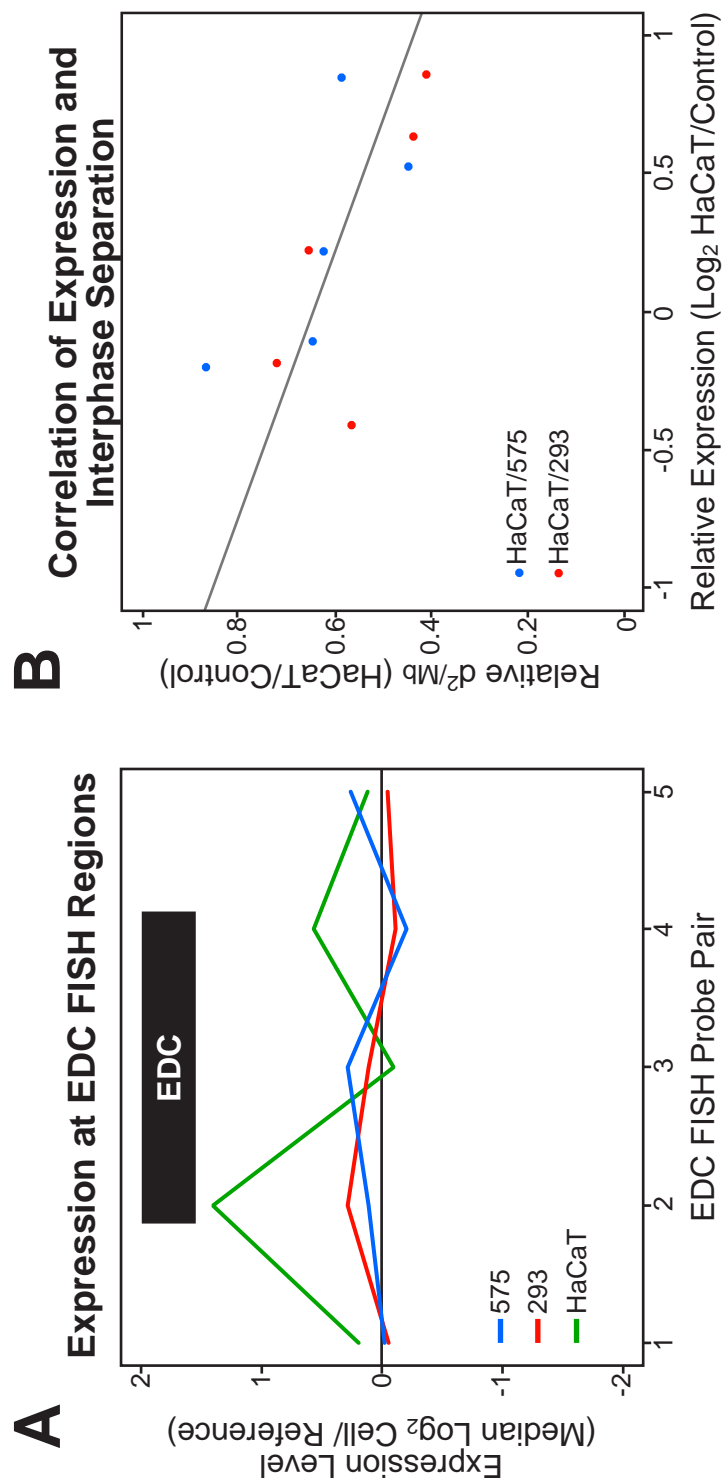 A
Expression at EDC FISH Regions
EDC
2
1
0
-1
-2
Expression Level
(Median Log₂ Cell/ Reference)
575
293
HaCaT
1
2
3
4
5
EDC FISH Probe Pair
B
Correlation of Expression and
Interphase Separation
1
0.8
0.6
0.4
0.2
0
Relative d²/Mb (HaCaT/Control)
HaCaT/575
HaCaT/293
-1
-0.5
0
0.5
1
Relative Expression (Log₂ HaCaT/Control)